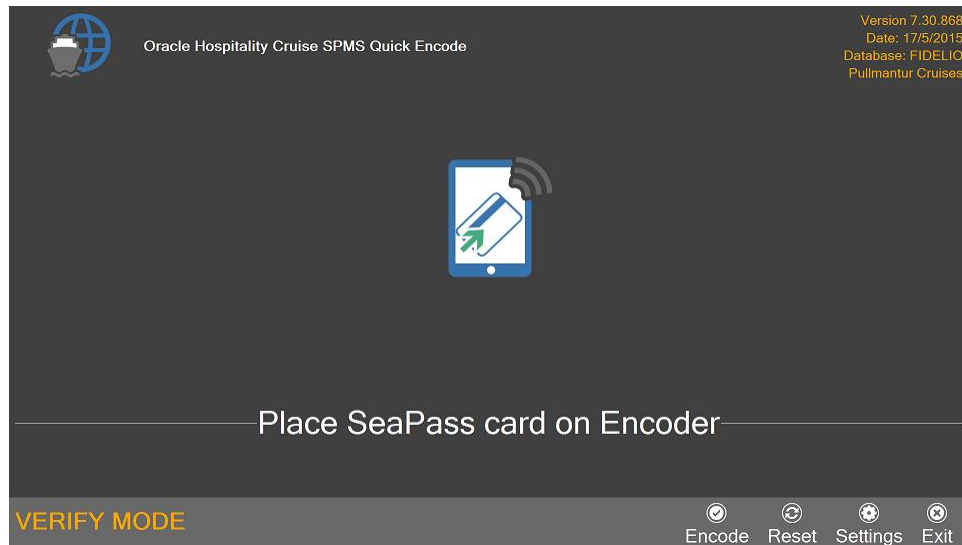 Oracle Hospitality Cruise SPMS Quick Encode
Version 7.30.868
Date: 17/5/2015
Database: FIDELIO
Pullmantur Cruises
Place SeaPass card on Encoder
VERIFY MODE
Encode Reset Settings Exit